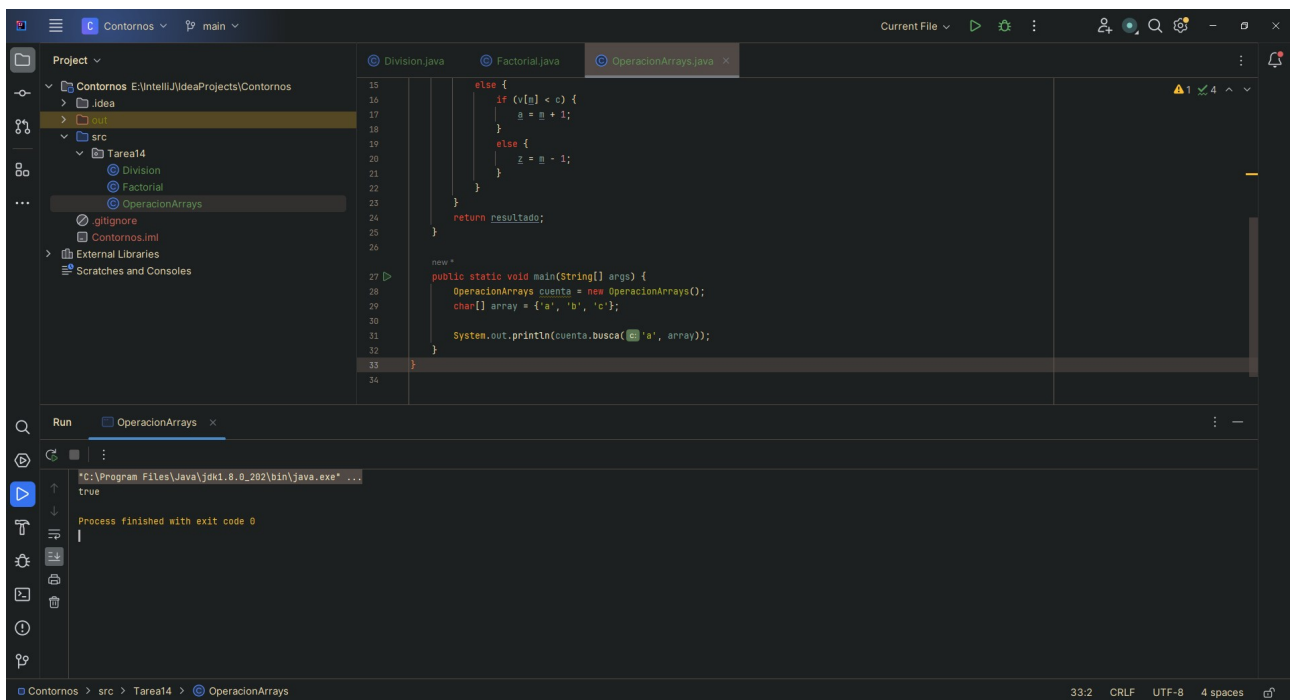 C Contornos main Current File
Project
Contornos E:\IntelliJ\IdeaProjects\Contornos
.idea
out
src
Tarea14
Division
Factorial
OperacionArrays
.gitignore
Contornos.iml
External Libraries
Scratches and Consoles
Division.java Factorial.java OperacionArrays.java
1 4
15 else {
16 if (v[m] < c) {
17 a = m + 1;
18 }
19 else {
20 z = m - 1;
21 }
22 }
23 }
24 return resultado;
25 }
26
new *
27 public static void main(String[] args) {
28 OperacionArrays cuenta = new OperacionArrays();
29 char[] array = {'a', 'b', 'c'};
30
31 System.out.println(cuenta.busca( c: 'a', array));
32 }
33 }
34
Run OperacionArrays
"C:\Program Files\Java\jdk1.8.0_202\bin\java.exe" ...
true
Process finished with exit code 0
Contornos > src > Tarea14 > OperacionArrays 33:2 CRLF UTF-8 4 spaces